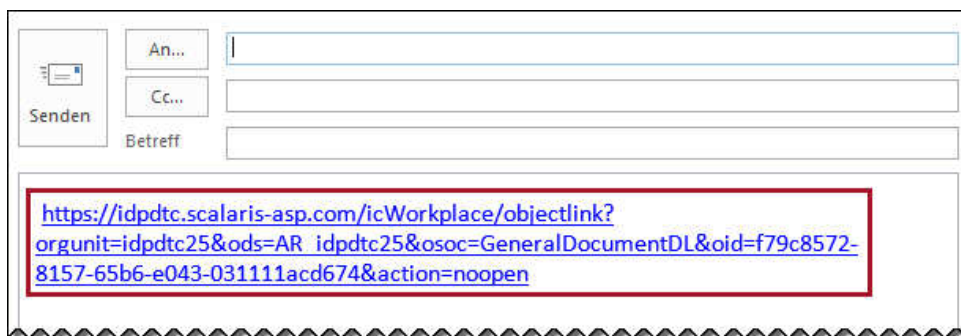 An...
Cc...
Senden
Betreff
https://idpdtc.scalaris-asp.com/icWorkplace/objectlink?
orgunit=idpdtc25&ods=AR_idpdtc25&osoc=GeneralDocumentDL&oid=f79c8572-
8157-65b6-e043-031111acd674&action=noopen